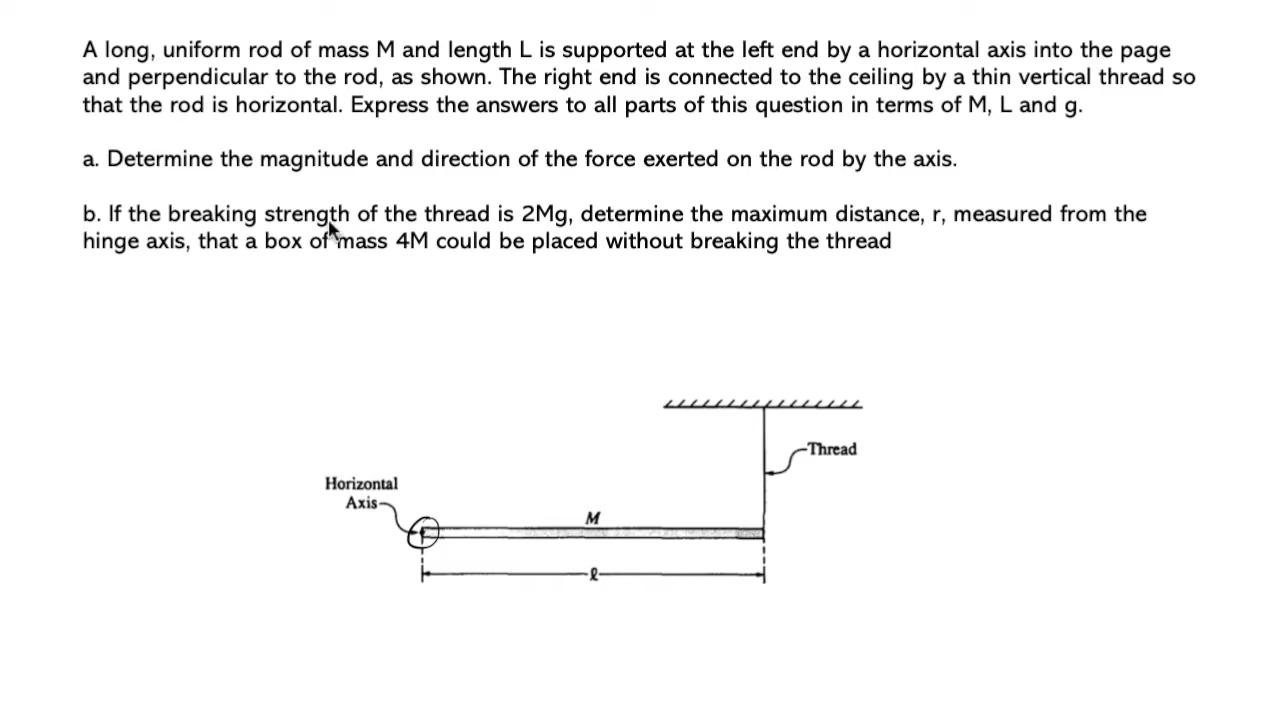 A long, uniform rod of mass M and length L is supported at the left end by a horizontal axis into the page
and perpendicular to the rod, as shown. The right end is connected to the ceiling by a thin vertical thread so
that the rod is horizontal. Express the answers to all parts of this question in terms of M, L and g.
a. Determine the magnitude and direction of the force exerted on the rod by the axis.
b. If the breaking strength of the thread is 2Mg, determine the maximum distance, r, measured from the
hinge axis, that a box of mass 4M could be placed without breaking the thread
Thread
Horizontal
Axis
M
ℓ